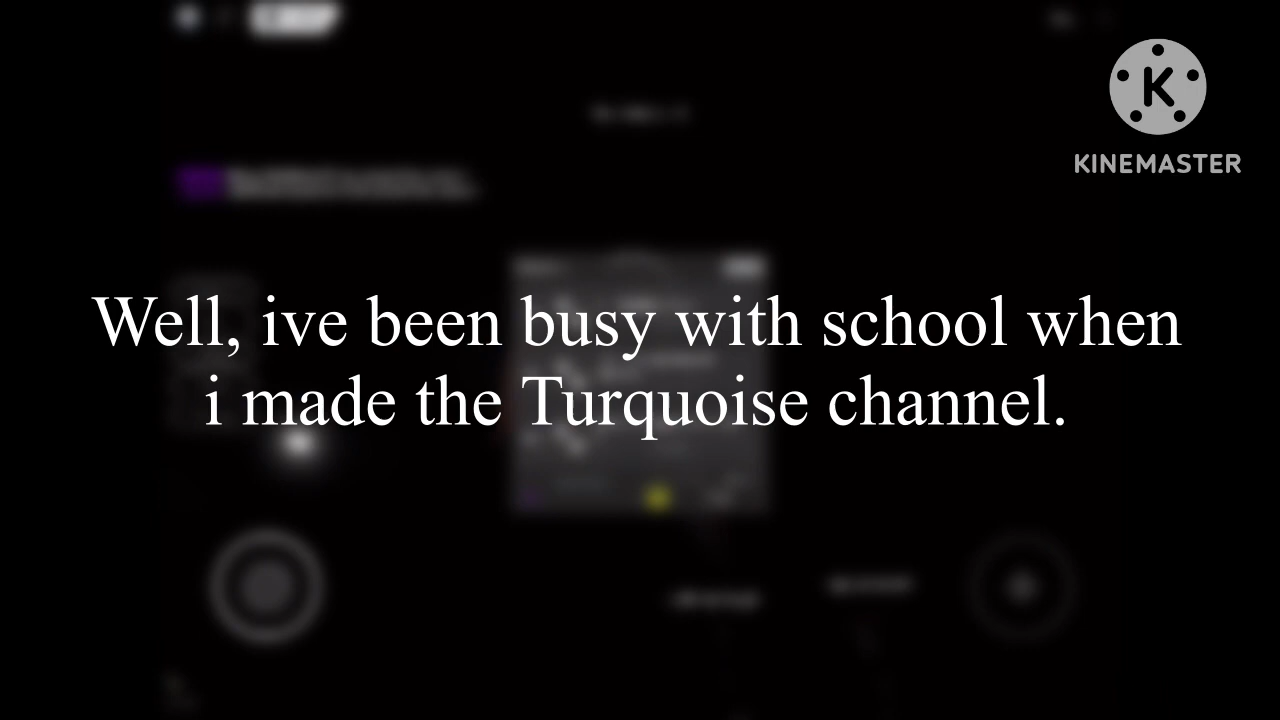 K
KINEMASTER
Well, ive been busy with school when
i made the Turquoise channel.